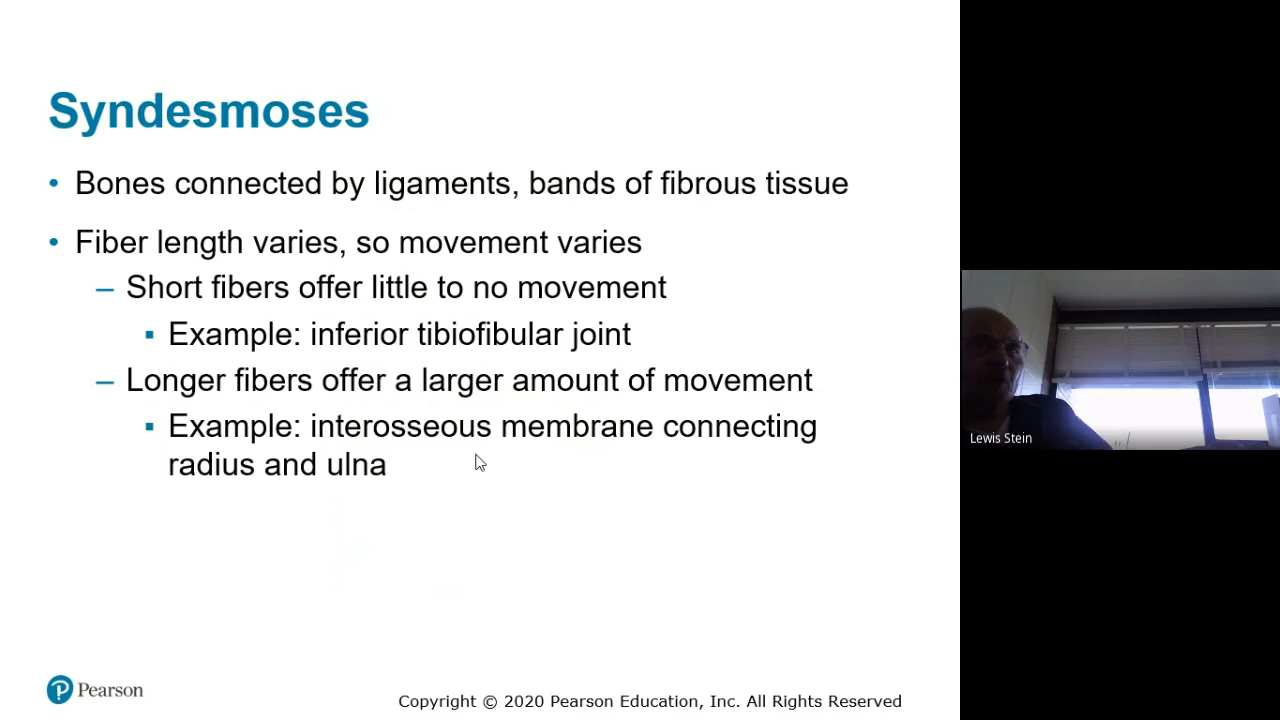 Syndesmoses
• Bones connected by ligaments, bands of fibrous tissue
• Fiber length varies, so movement varies
– Short fibers offer little to no movement
▪ Example: inferior tibiofibular joint
– Longer fibers offer a larger amount of movement
▪ Example: interosseous membrane connecting
radius and ulna
Lewis Stein
Pearson
Copyright © 2020 Pearson Education, Inc. All Rights Reserved